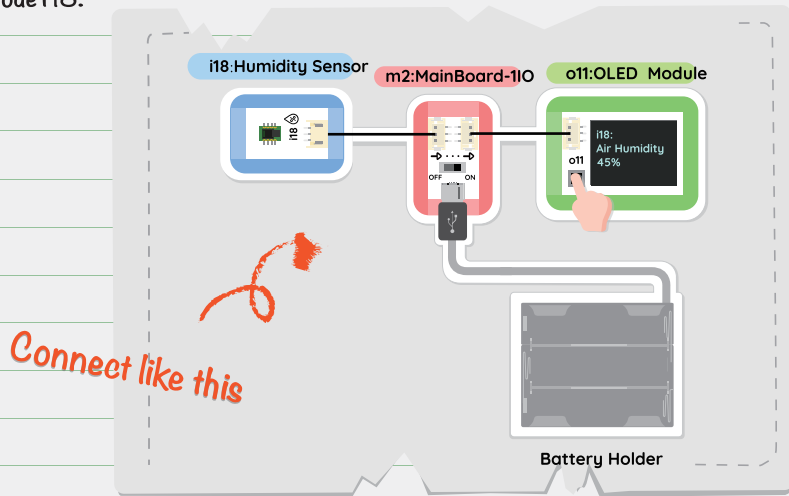 i18:Humidity Sensor
m2:MainBoard-1IO
o11:OLED Module
i18
i18:
Air Humidity
45%
o11
OFF
ON
Connect like this
Battery Holder